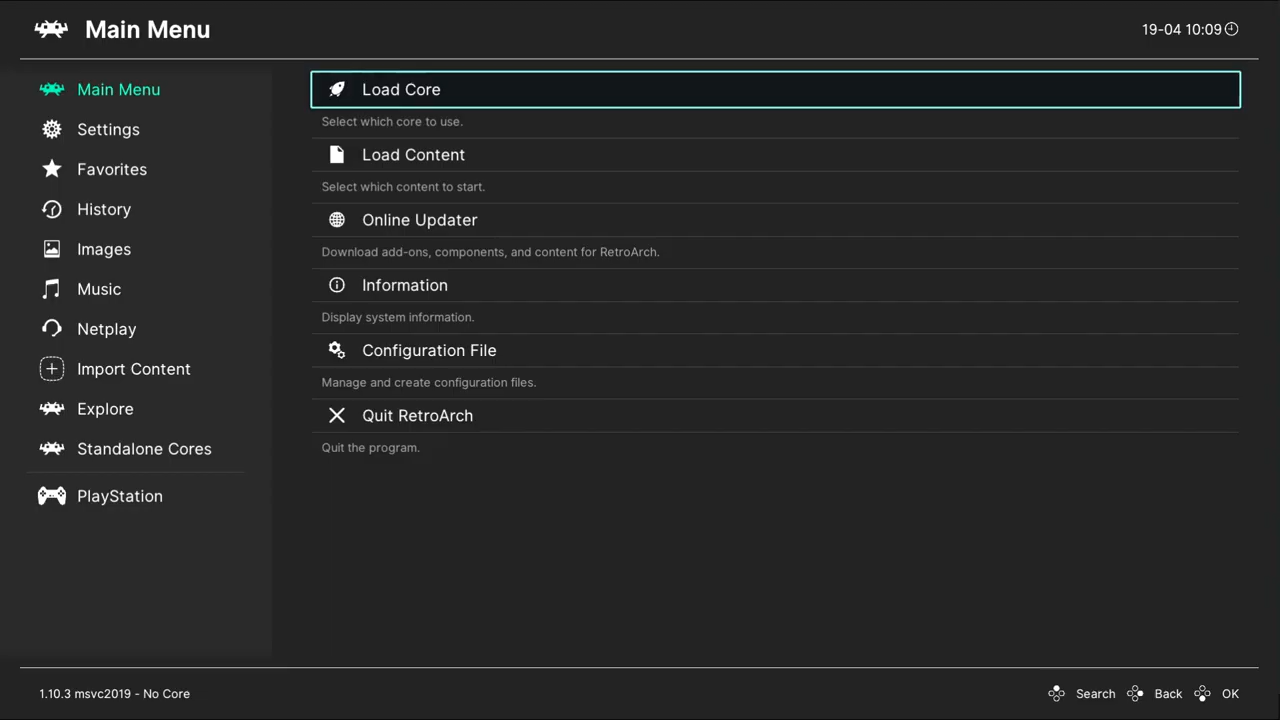 Main Menu
19-04 10:09
Main Menu
Settings
Favorites
History
Images
Music
Netplay
Import Content
Explore
Standalone Cores
PlayStation
Load Core
Select which core to use.
Load Content
Select which content to start.
Online Updater
Download add-ons, components, and content for RetroArch.
Information
Display system information.
Configuration File
Manage and create configuration files.
Quit RetroArch
Quit the program.
1.10.3 msvc2019 - No Core
Search Back OK